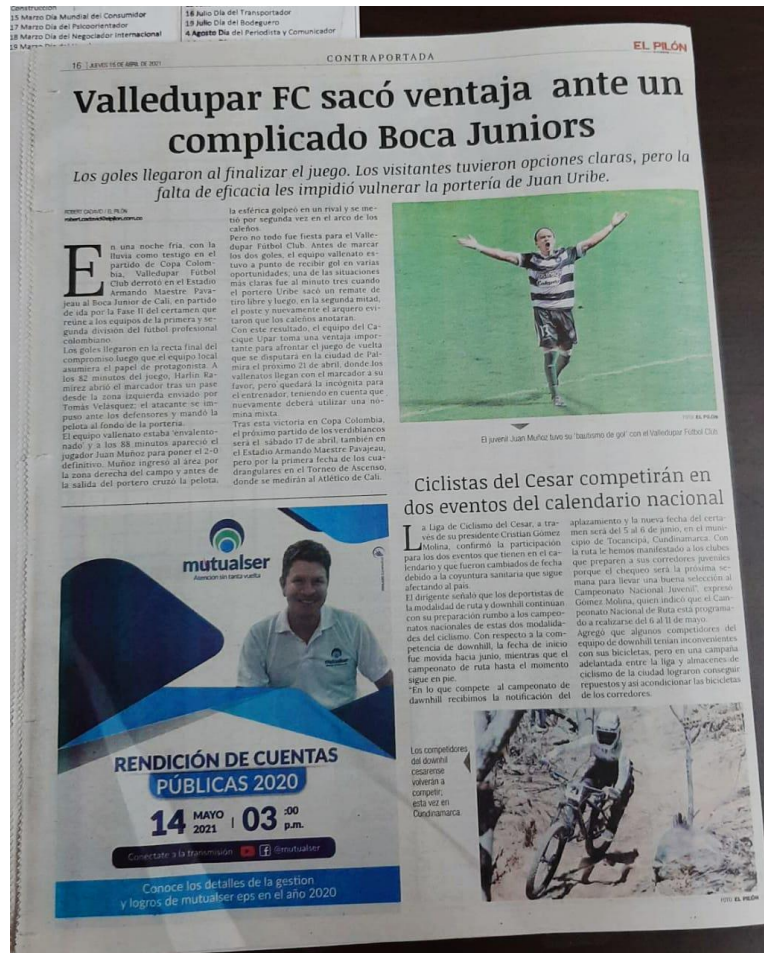 Construcción
15 Marzo Día Mundial del Consumidor
17 Marzo Día del Psicoorientador
18 Marzo Día del Negociador Internacional
16 Julio Día del Transportador
19 Julio Día del Bodeguero
4 Agosto Día del Periodista y Comunicador
16 | JUEVES 15 DE ABRIL DE 2021
CONTRAPORTADA
EL PILÓN
Valledupar FC sacó ventaja ante un
complicado Boca Juniors
Los goles llegaron al finalizar el juego. Los visitantes tuvieron opciones claras, pero la
falta de eficacia les impidió vulnerar la portería de Juan Uribe.
ROBERT CADAVID / EL PILÓN
robert.cadavid@elpilon.com.co
En una noche fría, con la
lluvia como testigo en el
partido de Copa Colom-
bia, Valledupar Fútbol
Club derrotó en el Estadio
Armando Maestre Pava-
jeau al Boca Junior de Cali, en partido
de ida por la Fase II del certamen que
reúne a los equipos de la primera y se-
gunda división del fútbol profesional
colombiano.
Los goles llegaron en la recta final del
compromiso luego que el equipo local
asumiera el papel de protagonista. A
los 82 minutos del juego, Harlin Ra-
mírez abrió el marcador tras un pase
desde la zona izquierda enviado por
Tomás Velásquez; el atacante se im-
puso ante los defensores y mandó la
pelota al fondo de la portería.
El equipo vallenato estaba 'envalento-
nado' y a los 88 minutos apareció el
jugador Juan Muñoz para poner el 2-0
definitivo. Muñoz ingresó al área por
la zona derecha del campo y antes de
la salida del portero cruzó la pelota,
la esférica golpeó en un rival y se me-
tió por segunda vez en el arco de los
caleños.
Pero no todo fue fiesta para el Valle-
dupar Fútbol Club. Antes de marcar
los dos goles, el equipo vallenato es-
tuvo a punto de recibir gol en varias
oportunidades; una de las situaciones
más claras fue al minuto tres cuando
el portero Uribe sacó un remate de
tiro libre y luego, en la segunda mitad,
el poste y nuevamente el arquero evi-
taron que los caleños anotaran.
Con este resultado, el equipo del Ca-
cique Upar toma una ventaja impor-
tante para afrontar el juego de vuelta
que se disputará en la ciudad de Pal-
mira el próximo 21 de abril, donde los
vallenatos llegan con el marcador a su
favor, pero quedará la incógnita para
el entrenador, teniendo en cuenta que
nuevamente deberá utilizar una nó-
mina mixta.
Tras esta victoria en Copa Colombia,
el próximo partido de los verdiblancos
será el sábado 17 de abril, también en
el Estadio Armando Maestre Pavajeau,
pero por la primera fecha de los cua-
drangulares en el Torneo de Ascenso,
donde se medirán al Atlético de Cali.
FOTO: EL PILÓN
El juvenil Juan Muñoz tuvo su 'bautismo de gol' con el Valledupar Fútbol Club.
Ciclistas del Cesar competirán en
dos eventos del calendario nacional
La Liga de Ciclismo del Cesar, a tra-
vés de su presidente Cristian Gómez
Molina, confirmó la participación
para los dos eventos que tienen en el ca-
lendario y que fueron cambiados de fecha
debido a la coyuntura sanitaria que sigue
afectando al país.
El dirigente señaló que los deportistas de
la modalidad de ruta y downhill continúan
con su preparación rumbo a los campeo-
natos nacionales de estas dos modalida-
des del ciclismo. Con respecto a la com-
petencia de downhill, la fecha de inicio
fue movida hacia junio, mientras que el
campeonato de ruta hasta el momento
sigue en pie.
"En lo que compete al campeonato de
dawnhill recibimos la notificación del
aplazamiento y la nueva fecha del certa-
men será del 5 al 6 de junio, en el muni-
cipio de Tocancipá, Cundinamarca. Con
la ruta le hemos manifestado a los clubes
que preparen a sus corredores juveniles
porque el chequeo será la próxima se-
mana para llevar una buena selección al
Campeonato Nacional Juvenil", expresó
Gómez Molina, quien indicó que el Cam-
peonato Nacional de Ruta está programa-
do a realizarse del 6 al 11 de mayo.
Agregó que algunos competidores del
equipo de downhill tenían inconvenientes
con sus bicicletas, pero en una campaña
adelantada entre la liga y almacenes de
ciclismo de la ciudad lograron conseguir
repuestos y así acondicionar las bicicletas
de los corredores.
Los competidores
del downhil
cesarense
volverán a
competir;
esta vez en
Cundinamarca.
FOTO: EL PILÓN
mutualser
Atención sin tanta vuelta
mutualser
RENDICIÓN DE CUENTAS
PÚBLICAS 2020
14 MAYO 2021 | 03 :00 p.m.
Conéctate a la transmisión @mutualser
Conoce los detalles de la gestion
y logros de mutualser eps en el año 2020